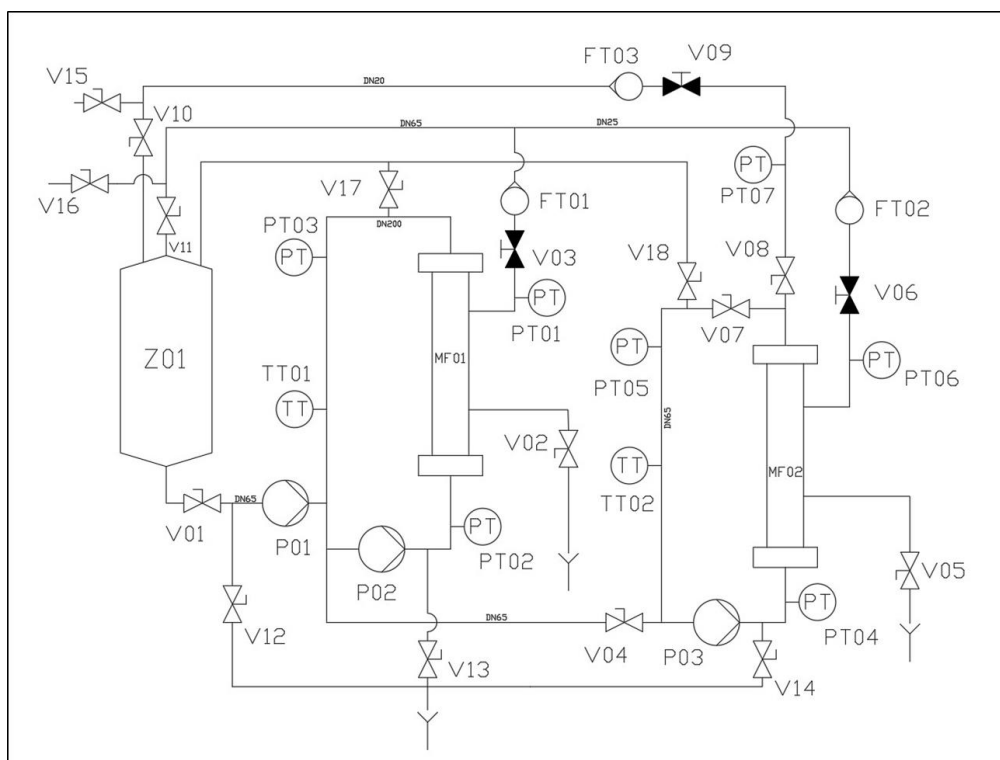 FT03
V09
V15
DN20
V10
DN65
DN25
V17
PT
PT07
V16
FT01
FT02
DN200
V11
PT03
V03
V18
V08
PT
PT
V06
PT01
V07
Z01
MF01
PT
PT
TT01
PT05
PT06
TT
DN65
V02
TT
MF02
TT02
DN65
PT
V01
P01
PT02
P02
V05
PT
DN65
V12
V04
P03
PT04
V13
V14